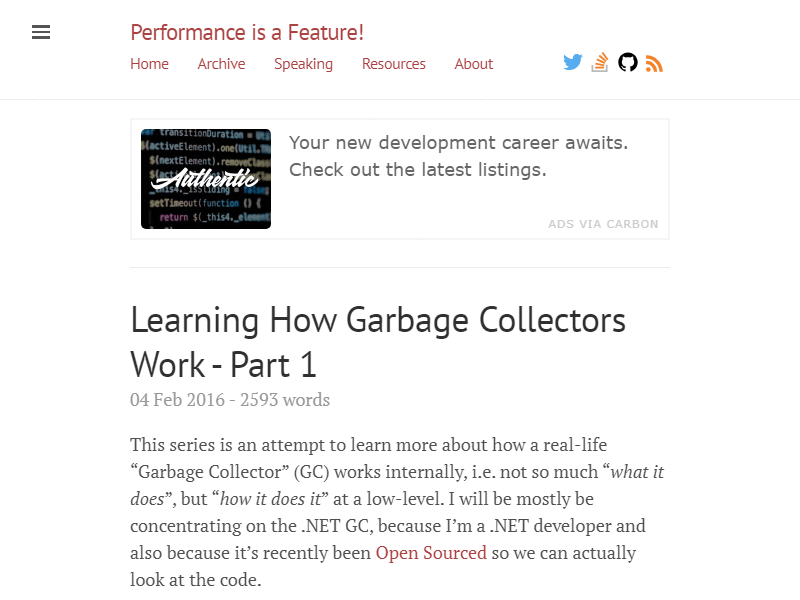 Performance is a Feature!
Home Archive Speaking Resources About
var transitionDuration = Util.TR
$(activeElement).one(Util.TR
$(nextElement).removeClass
Authentic
_this4._isSliding = false
setTimeout(function () {
return $(_this4._element)
Your new development career awaits.
Check out the latest listings.
ADS VIA CARBON
Learning How Garbage Collectors
Work - Part 1
04 Feb 2016 - 2593 words
This series is an attempt to learn more about how a real-life
“Garbage Collector” (GC) works internally, i.e. not so much “what it
does”, but “how it does it” at a low-level. I will be mostly be
concentrating on the .NET GC, because I’m a .NET developer and
also because it’s recently been Open Sourced so we can actually
look at the code.